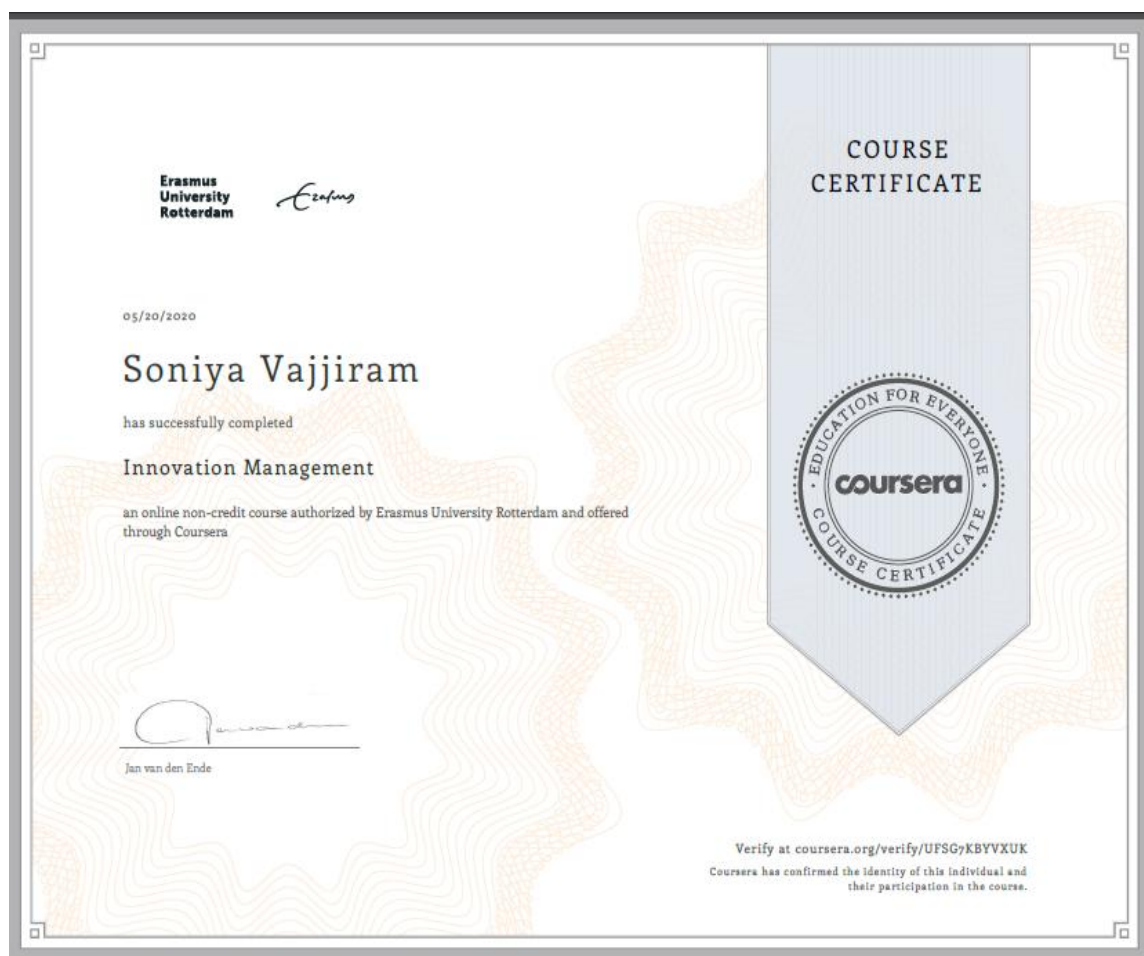 Erasmus
University
Rotterdam
Erasmus
COURSE
CERTIFICATE
05/20/2020
Soniya Vajjiram
has successfully completed
Innovation Management
an online non-credit course authorized by Erasmus University Rotterdam and offered
through Coursera
EDUCATION FOR EVERYONE
coursera
COURSE CERTIFICATE
Jan van den Ende
Verify at coursera.org/verify/UFSG7KBYVXUK
Coursera has confirmed the identity of this individual and
their participation in the course.